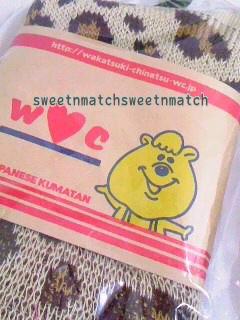 http://wakatsuki-chinatsu-wc.jp
sweetnmatchsweetnmatch
W♥C
PANESE KUMATAN